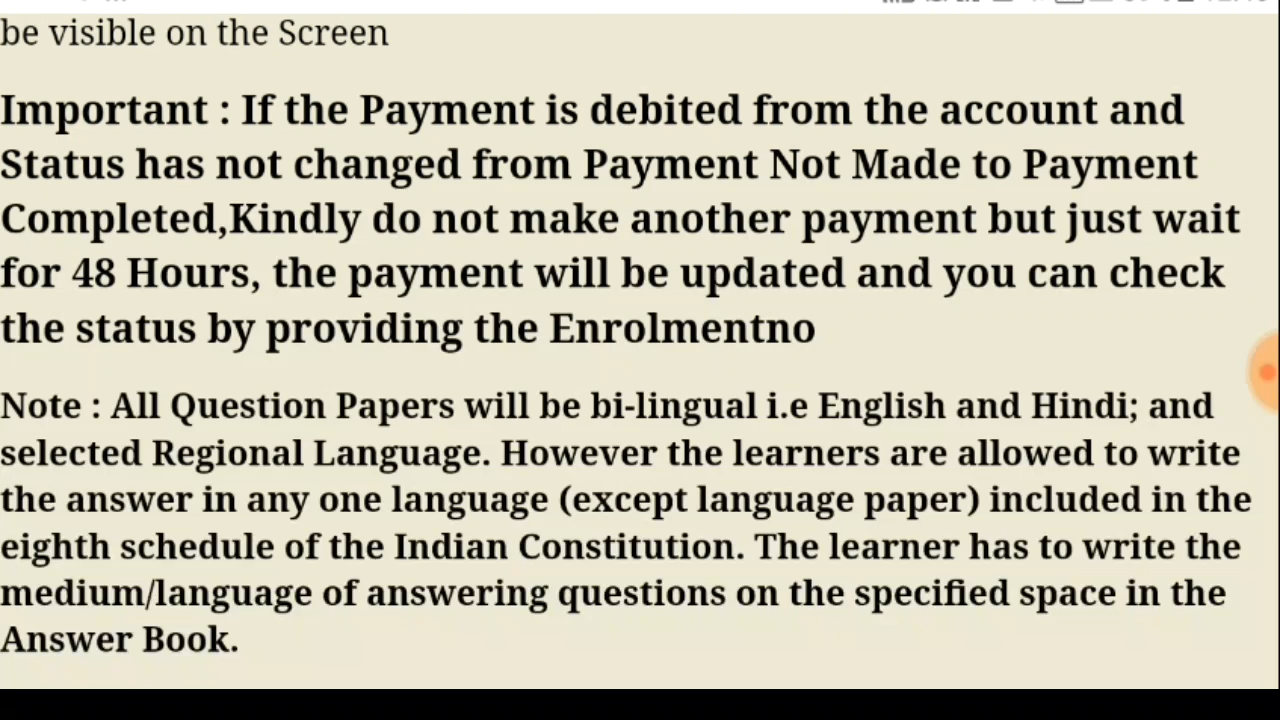 be visible on the Screen
Important : If the Payment is debited from the account and
Status has not changed from Payment Not Made to Payment
Completed,Kindly do not make another payment but just wait
for 48 Hours, the payment will be updated and you can check
the status by providing the Enrolmentno
Note : All Question Papers will be bi-lingual i.e English and Hindi; and
selected Regional Language. However the learners are allowed to write
the answer in any one language (except language paper) included in the
eighth schedule of the Indian Constitution. The learner has to write the
medium/language of answering questions on the specified space in the
Answer Book.